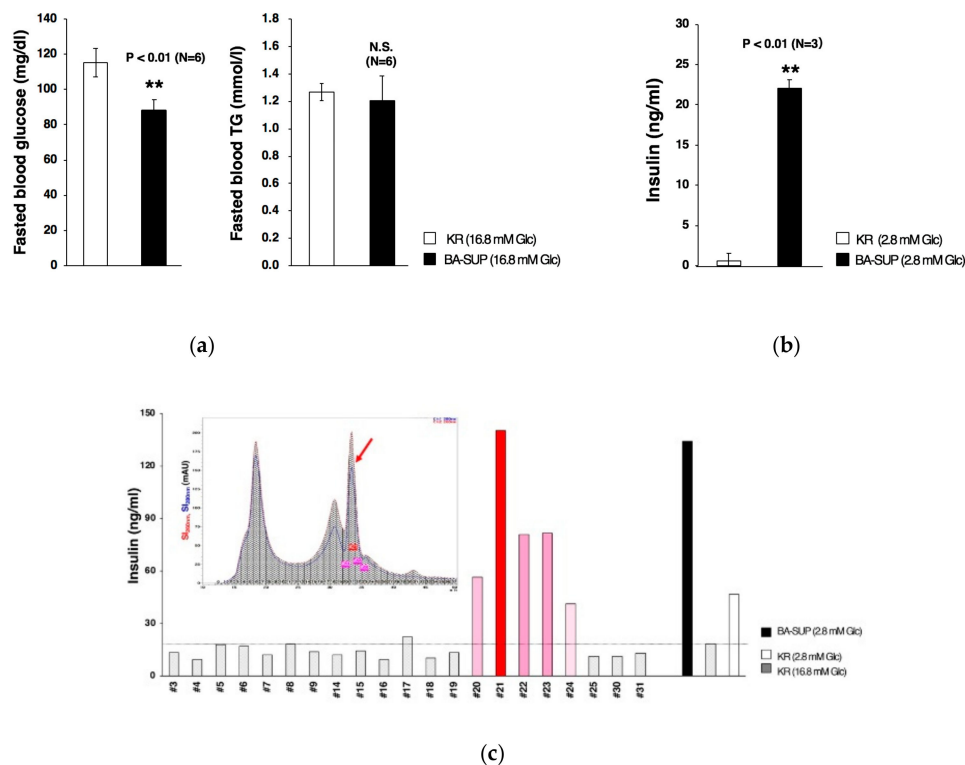 140
120
100
80
60
40
20
0
Fasted blood glucose (mg/dl)
P < 0.01 (N=6)
**
1.8
1.6
1.4
1.2
1.0
0.8
0.6
0.4
0.2
0.0
Fasted blood TG (mmol/l)
N.S.
(N=6)
KR (16.8 mM Glc)
BA-SUP (16.8 mM Glc)
30
25
20
15
10
5
0
Insulin (ng/ml)
P < 0.01 (N=3)
**
KR (2.8 mM Glc)
BA-SUP (2.8 mM Glc)
(a)
(b)
150
120
90
60
30
0
Insulin (ng/ml)
(mAU)
#3
#4
#5
#6
#7
#8
#9
#14
#15
#16
#17
#18
#19
#20
#21
#22
#23
#24
#25
#30
#31
BA-SUP (2.8 mM Glc)
KR (2.8 mM Glc)
KR (16.8 mM Glc)
(c)